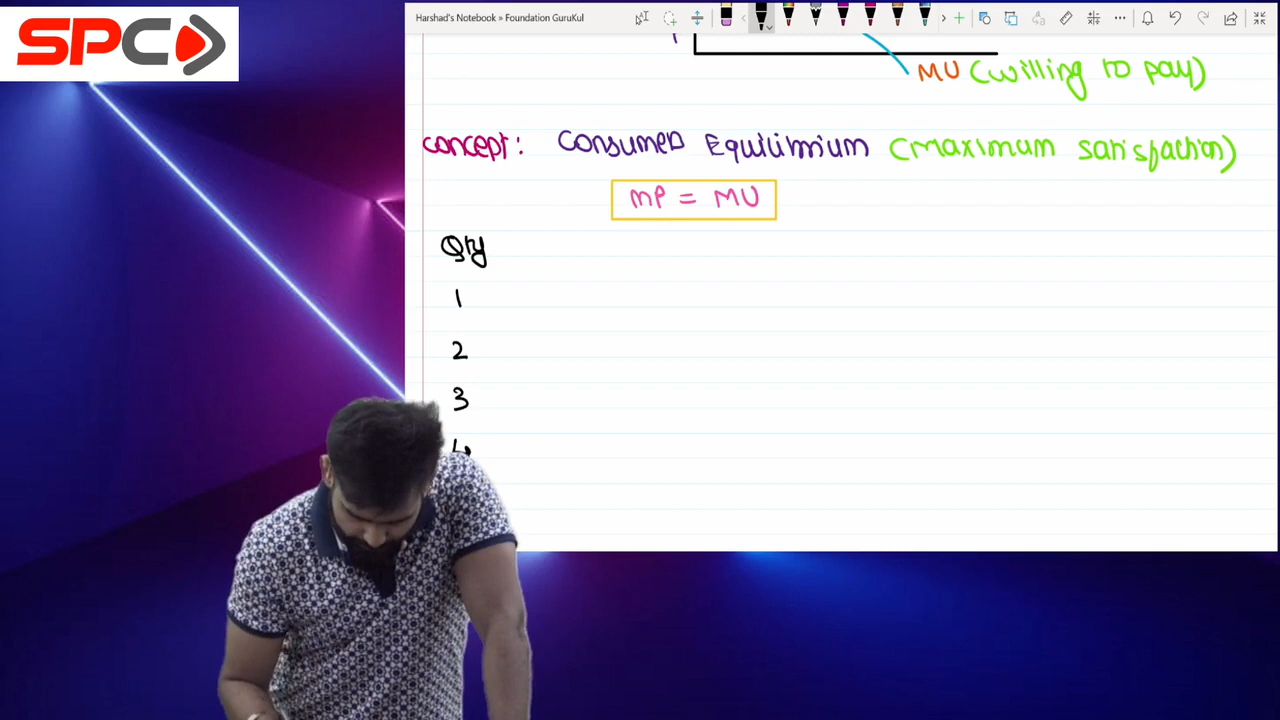 SPC
Harshad's Notebook » Foundation GuruKul
MU (willing to pay)
concept: Consumer Equilibrium (Maximum satisfaction)
MP = MU
Qty
1
2
3
4